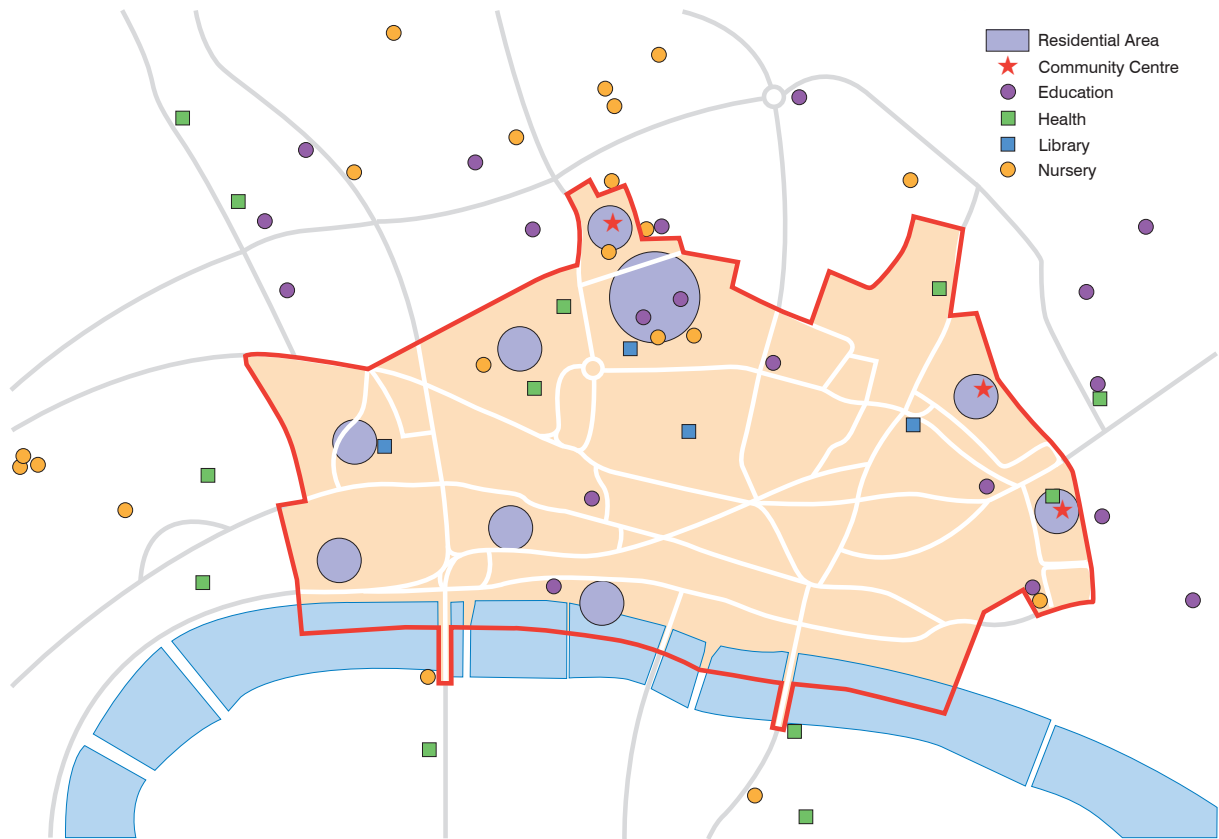 Residential Area
Community Centre
Education
Health
Library
Nursery